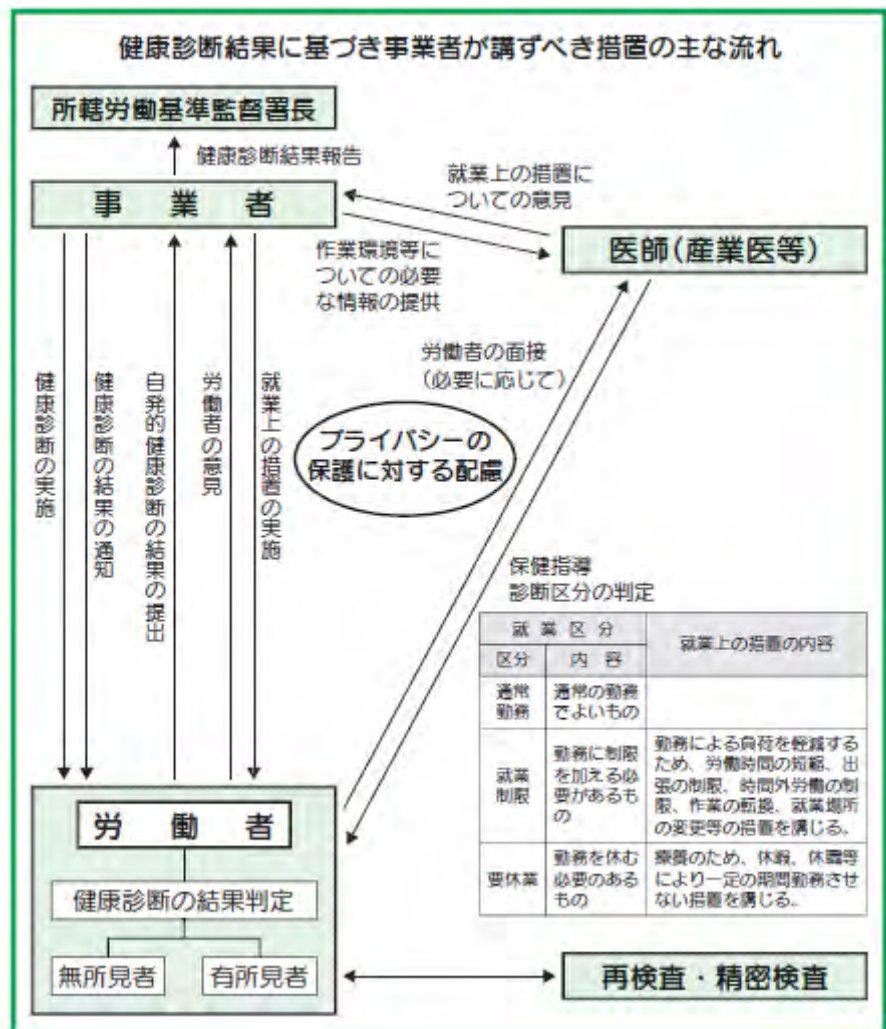 健康診断結果に基づき事業者が講ずべき措置の主な流れ
所轄労働基準監督署長
健康診断結果報告
事業者
就業上の措置に
ついての意見
医師(産業医等)
作業環境等に
ついての必要
な情報の提供
労働者の面接
(必要に応じて)
健康診断の実施
健康診断の結果の通知
自発的健康診断の結果の提出
労働者の意見
就業上の措置の実施
プライバシーの
保護に対する配慮
保健指導
診断区分の判定
就業区分
就業上の措置の内容
区分
内容
通常
勤務
通常の勤務
でよいもの
就業
制限
勤務に制限
を加える必
要があるも
の
勤務による負荷を軽減する
ため、労働時間の短縮、出
張の制限、時間外労働の制
限、作業の転換、就業場所
の変更等の措置を講じる。
要休業
勤務を休む
必要のある
もの
療養のため、休暇、休職等
により一定の期間勤務させ
ない措置を講じる。
労働者
健康診断の結果判定
無所見者
有所見者
再検査・精密検査